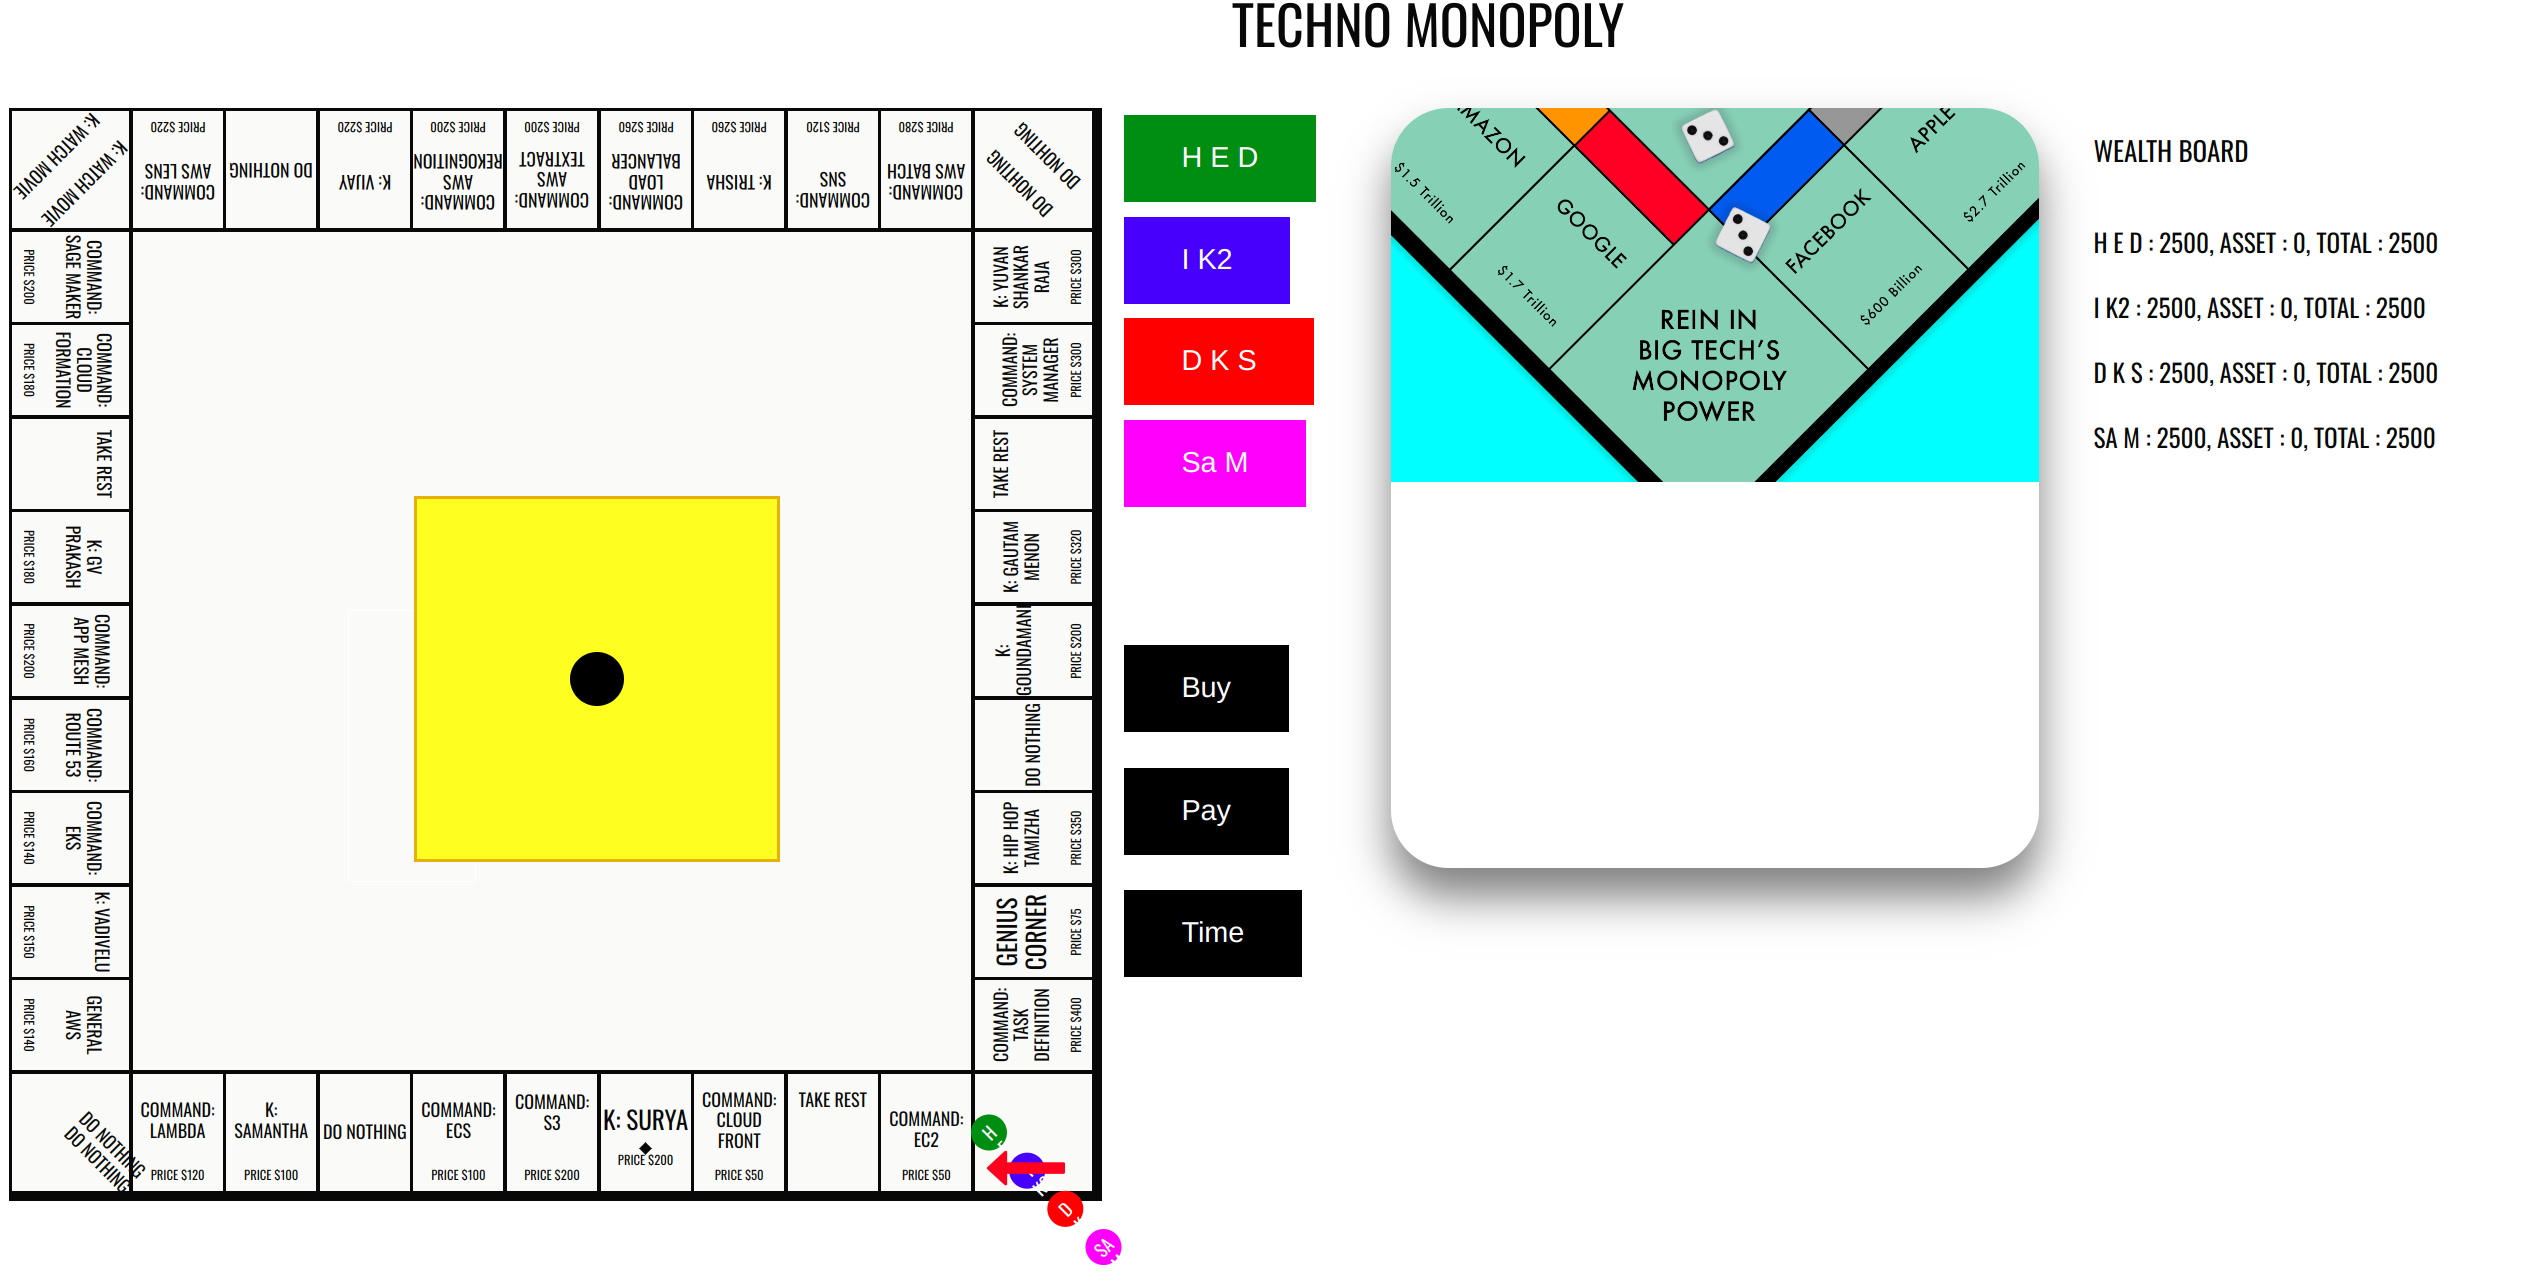 TECHNO MONOPOLY
K: WATCH MOVIE
K: WATCH MOVIE
COMMAND:
AWS LENS
PRICE $220
DO NOTHING
K: VIJAY
PRICE $220
COMMAND:
AWS
REKOGNITION
PRICE $200
COMMAND:
AWS
TEXTRACT
PRICE $200
COMMAND:
LOAD
BALANCER
PRICE $260
K: TRISHA
PRICE $260
COMMAND:
SNS
PRICE $120
COMMAND:
AWS BATCH
PRICE $280
DO NOHTING
DO NOHTING
COMMAND:
SAGE MAKER
PRICE $200
COMMAND:
CLOUD
FORMATION
PRICE $180
TAKE REST
K: GV
PRAKASH
PRICE $180
COMMAND:
APP MESH
PRICE $200
COMMAND:
ROUTE 53
PRICE $160
COMMAND:
EKS
PRICE $140
K: VADIVELU
PRICE $150
GENERAL
AWS
PRICE $140
K: YUVAN
SHANKAR
RAJA
PRICE $300
COMMAND:
SYSTEM
MANAGER
PRICE $300
TAKE REST
K: GAUTAM
MENON
PRICE $320
K:
GOUNDAMANI
PRICE $200
DO NOTHING
K: HIP HOP
TAMIZHA
PRICE $350
GENIUS
CORNER
PRICE $75
COMMAND:
TASK
DEFINITION
PRICE $400
DO NOTHING
DO NOTHING
COMMAND:
LAMBDA
PRICE $120
K:
SAMANTHA
PRICE $100
DO NOTHING
COMMAND:
ECS
PRICE $100
COMMAND:
S3
PRICE $200
K: SURYA
PRICE $200
COMMAND:
CLOUD
FRONT
PRICE $50
TAKE REST
COMMAND:
EC2
PRICE $50
H
D
SA
H E D
I K2
D K S
Sa M
Buy
Pay
Time
AMAZON
$1.5 Trillion
GOOGLE
$1.7 Trillion
FACEBOOK
$600 Billion
APPLE
$2.7 Trillion
REIN IN
BIG TECH'S
MONOPOLY
POWER
WEALTH BOARD
H E D : 2500, ASSET : 0, TOTAL : 2500
I K2 : 2500, ASSET : 0, TOTAL : 2500
D K S : 2500, ASSET : 0, TOTAL : 2500
SA M : 2500, ASSET : 0, TOTAL : 2500